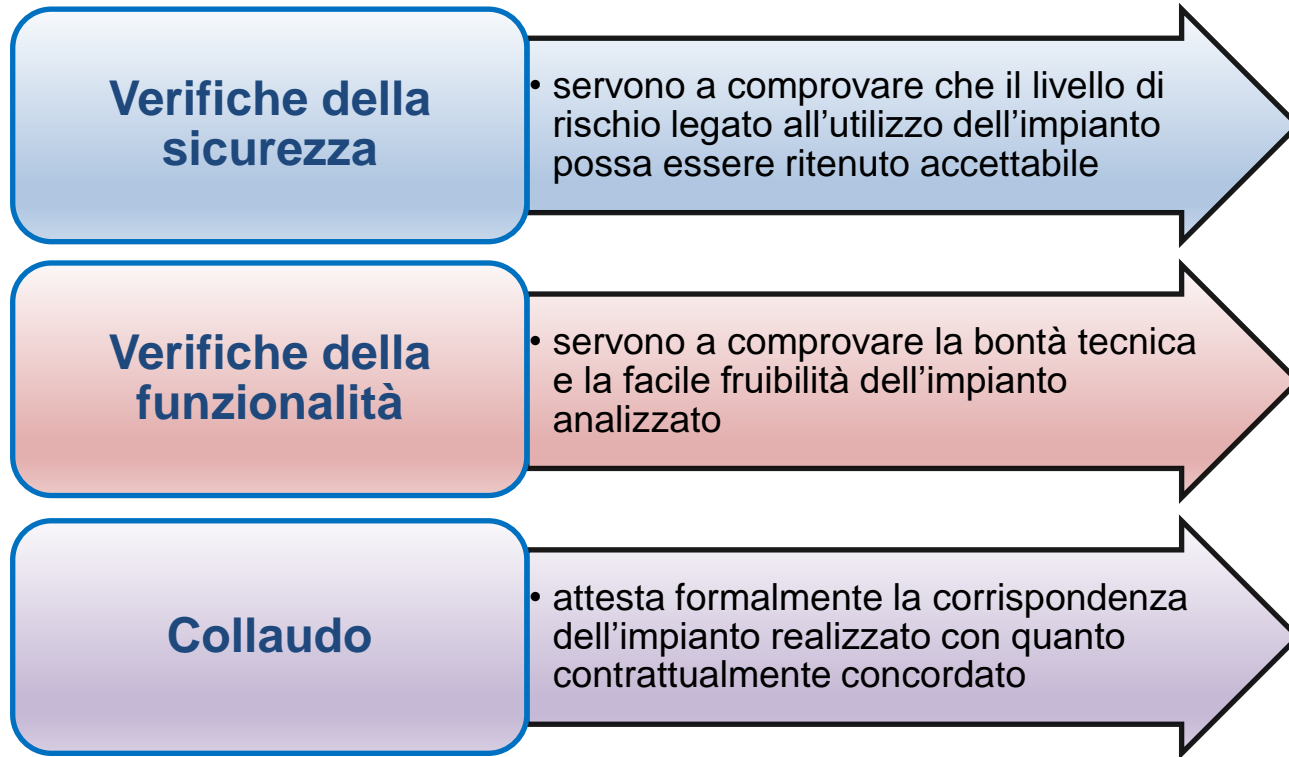 Verifiche della
sicurezza
• servono a comprovare che il livello di
rischio legato all’utilizzo dell’impianto
possa essere ritenuto accettabile
Verifiche della
funzionalità
• servono a comprovare la bontà tecnica
e la facile fruibilità dell’impianto
analizzato
Collaudo
• attesta formalmente la corrispondenza
dell’impianto realizzato con quanto
contrattualmente concordato